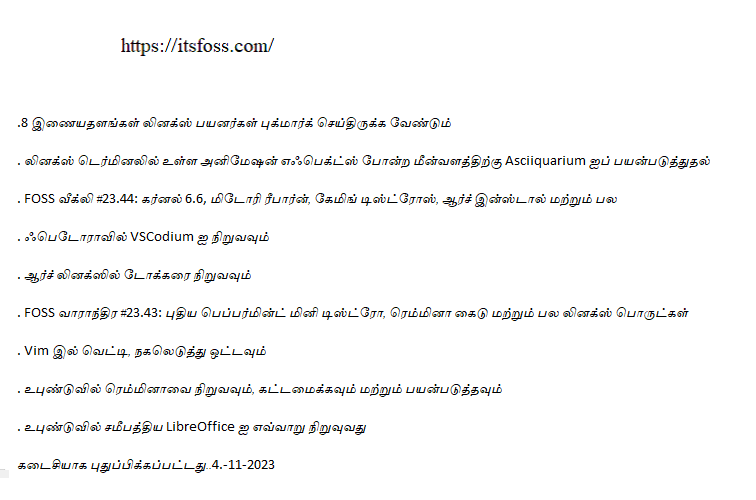 https://itsfoss.com/
.8 இணையதளங்கள் லினக்ஸ் பயனர்கள் புக்மார்க் செய்திருக்க வேண்டும்
. லினக்ஸ் டெர்மினலில் உள்ள அனிமேஷன் எஃபெக்ட்ஸ் போன்ற மீன்வளத்திற்கு Asciiquarium ஐப் பயன்படுத்துதல்
. FOSS வீக்லி #23.44: கர்னல் 6.6, மிடோரி ரீபார்ன், கேமிங் டிஸ்ட்ரோஸ், ஆர்ச் இன்ஸ்டால் மற்றும் பல
. ஃபெடோராவில் VSCodium ஐ நிறுவவும்
. ஆர்ச் லினக்ஸில் டோக்கரை நிறுவவும்
. FOSS வாராந்திர #23.43: புதிய பெப்பர்மின்ட் மினி டிஸ்ட்ரோ, ரெம்மினா கைடு மற்றும் பல லினக்ஸ் பொருட்கள்
. Vim இல் வெட்டி, நகலெடுத்து ஒட்டவும்
. உபுண்டுவில் ரெம்மினாவை நிறுவவும், கட்டமைக்கவும் மற்றும் பயன்படுத்தவும்
. உபுண்டுவில் சமீபத்திய LibreOffice ஐ எவ்வாறு நிறுவுவது
கடைசியாக புதுப்பிக்கப்பட்டது..4.-11-2023